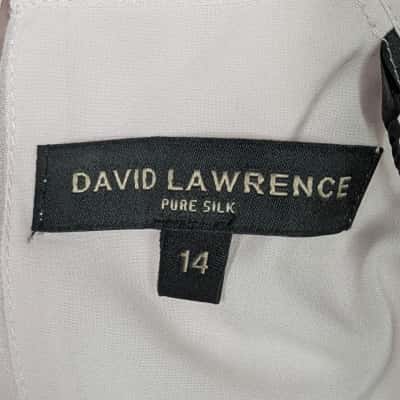 DAVID LAWRENCE
PURE SILK
14